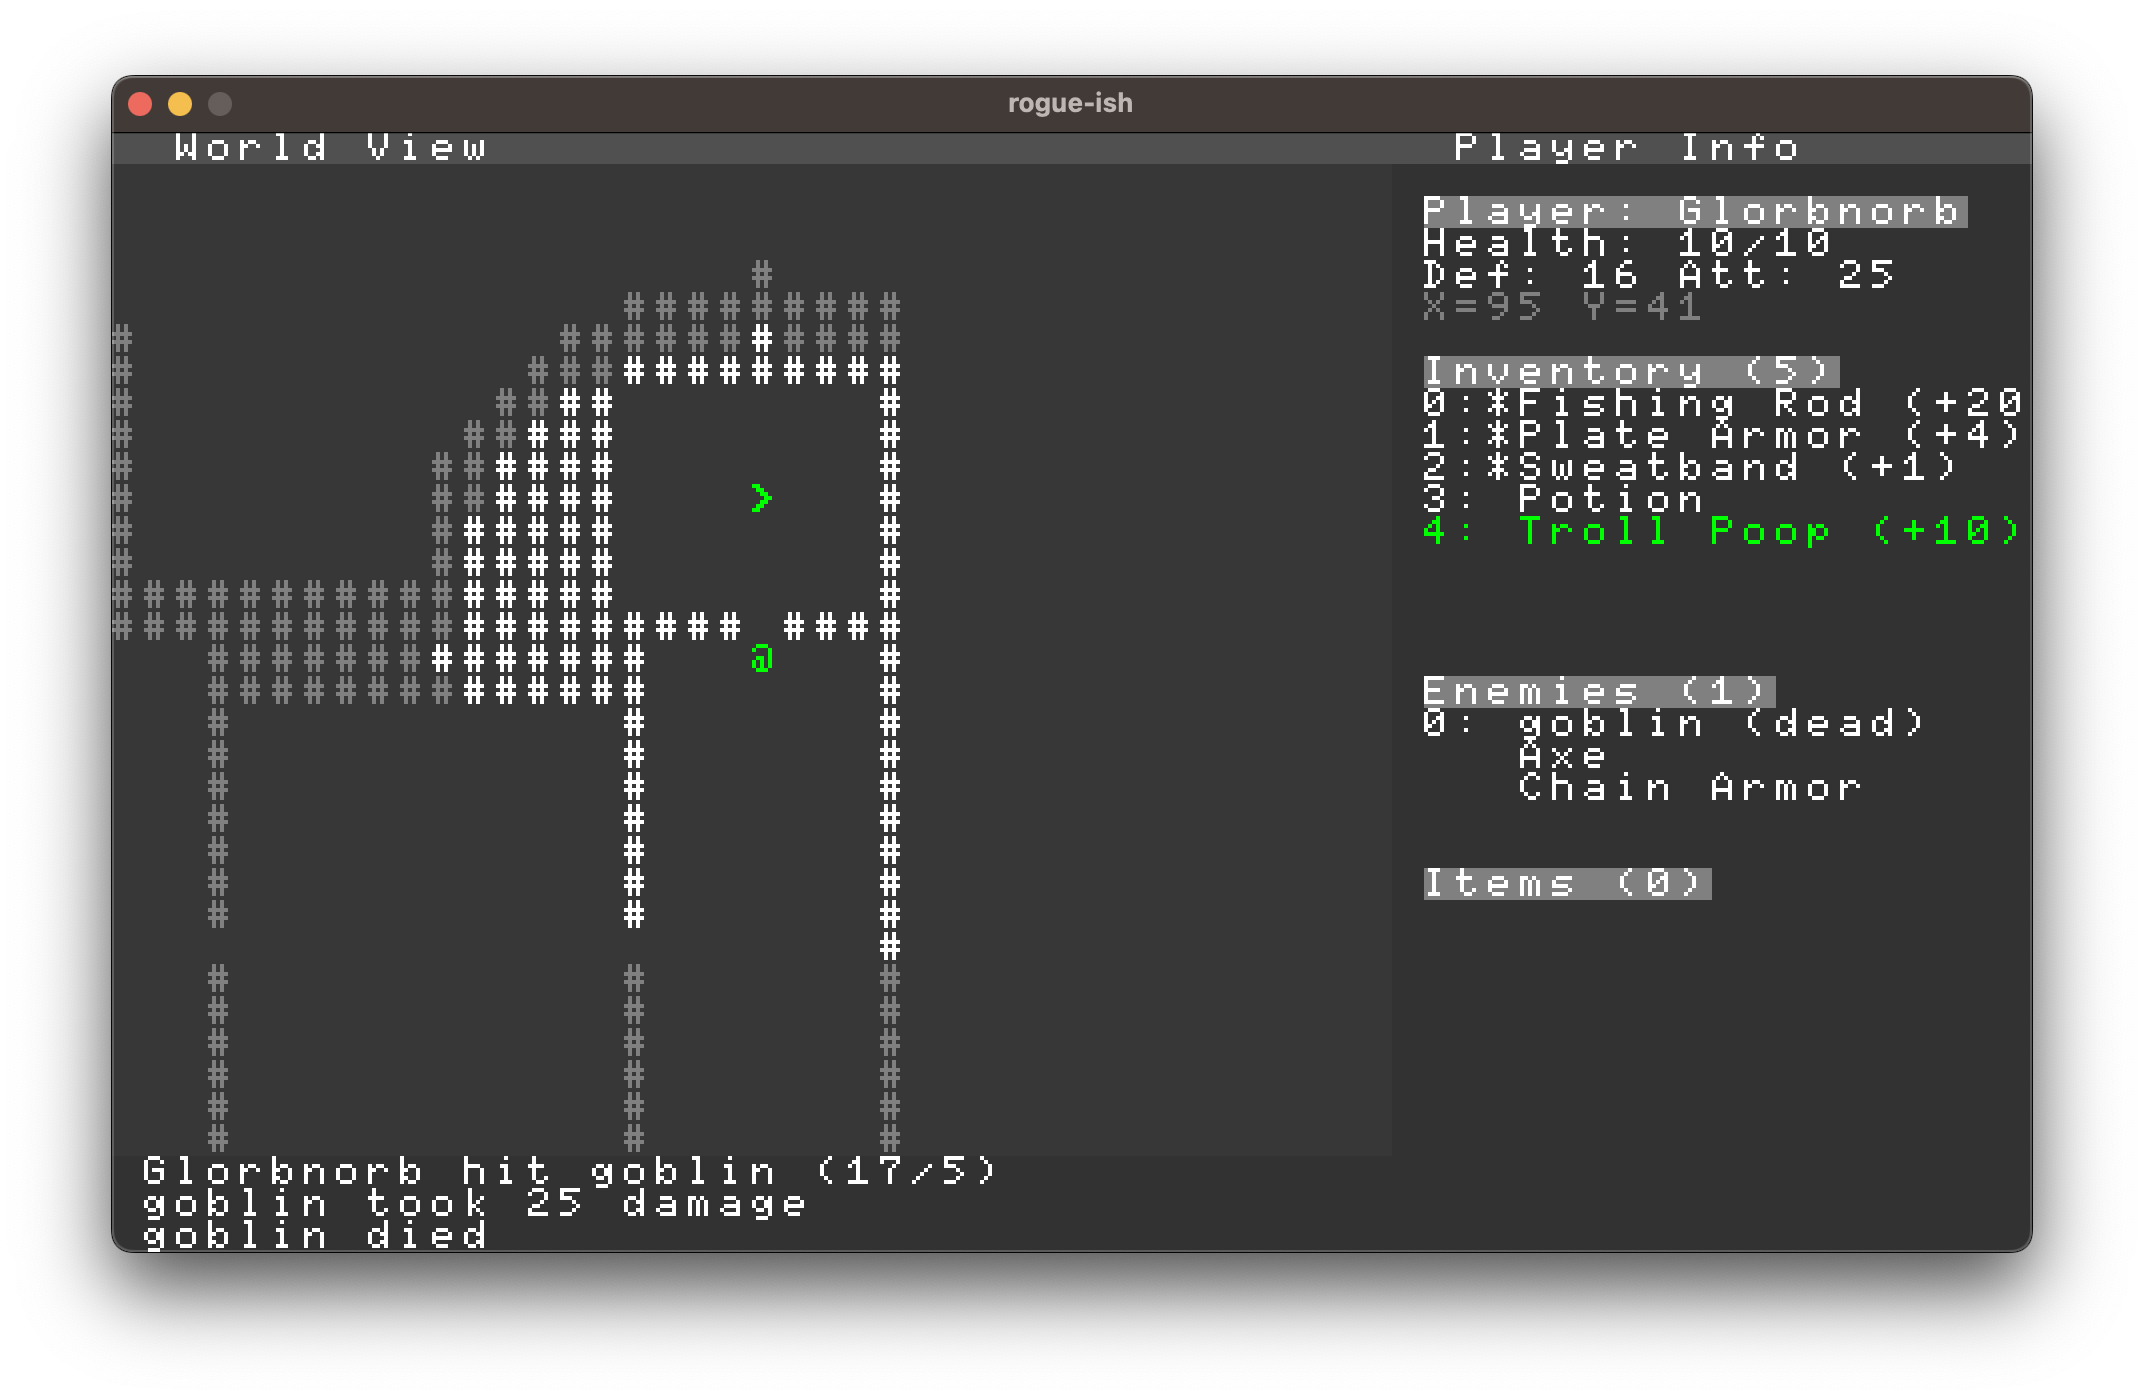 rogue-ish
World View
Player Info
#
# # # # # # # # #
# # # # # # # # # # # #
# # # # # # # # # # # # #
# # # # # #
# # # # # # #
# # # # # # # #
# # # # # # > #
# # # # # # # #
# # # # # # # #
# # # # # # # # # # # # # # # # #
# # # # # # # # # # # # # # # # # # # # # # # #
# # # # # # # # # # # # # # @ #
# # # # # # # # # # # # # # #
# # #
# # #
# # #
# # #
# # #
# # #
# # #
#
# # #
# # #
# # #
# # #
# # #
# # #
Player: Glorbnorb
Health: 10/10
Def: 16 Att: 25
X=95 Y=41
Inventory (5)
0:*Fishing Rod (+20
1:*Plate Armor (+4)
2:*Sweatband (+1)
3: Potion
4: Troll Poop (+10)
Enemies (1)
0: goblin (dead)
Axe
Chain Armor
Items (0)
Glorbnorb hit goblin (17/5)
goblin took 25 damage
goblin died